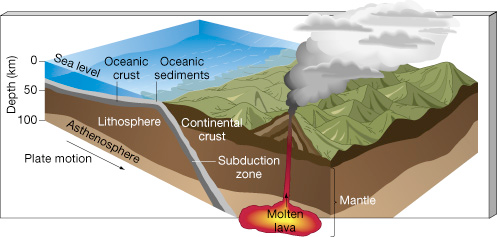 Depth (km)
0
50
100
Sea level
Oceanic
crust
Oceanic
sediments
Lithosphere
Continental
crust
Asthenosphere
Plate motion
Subduction
zone
Mantle
Molten
lava